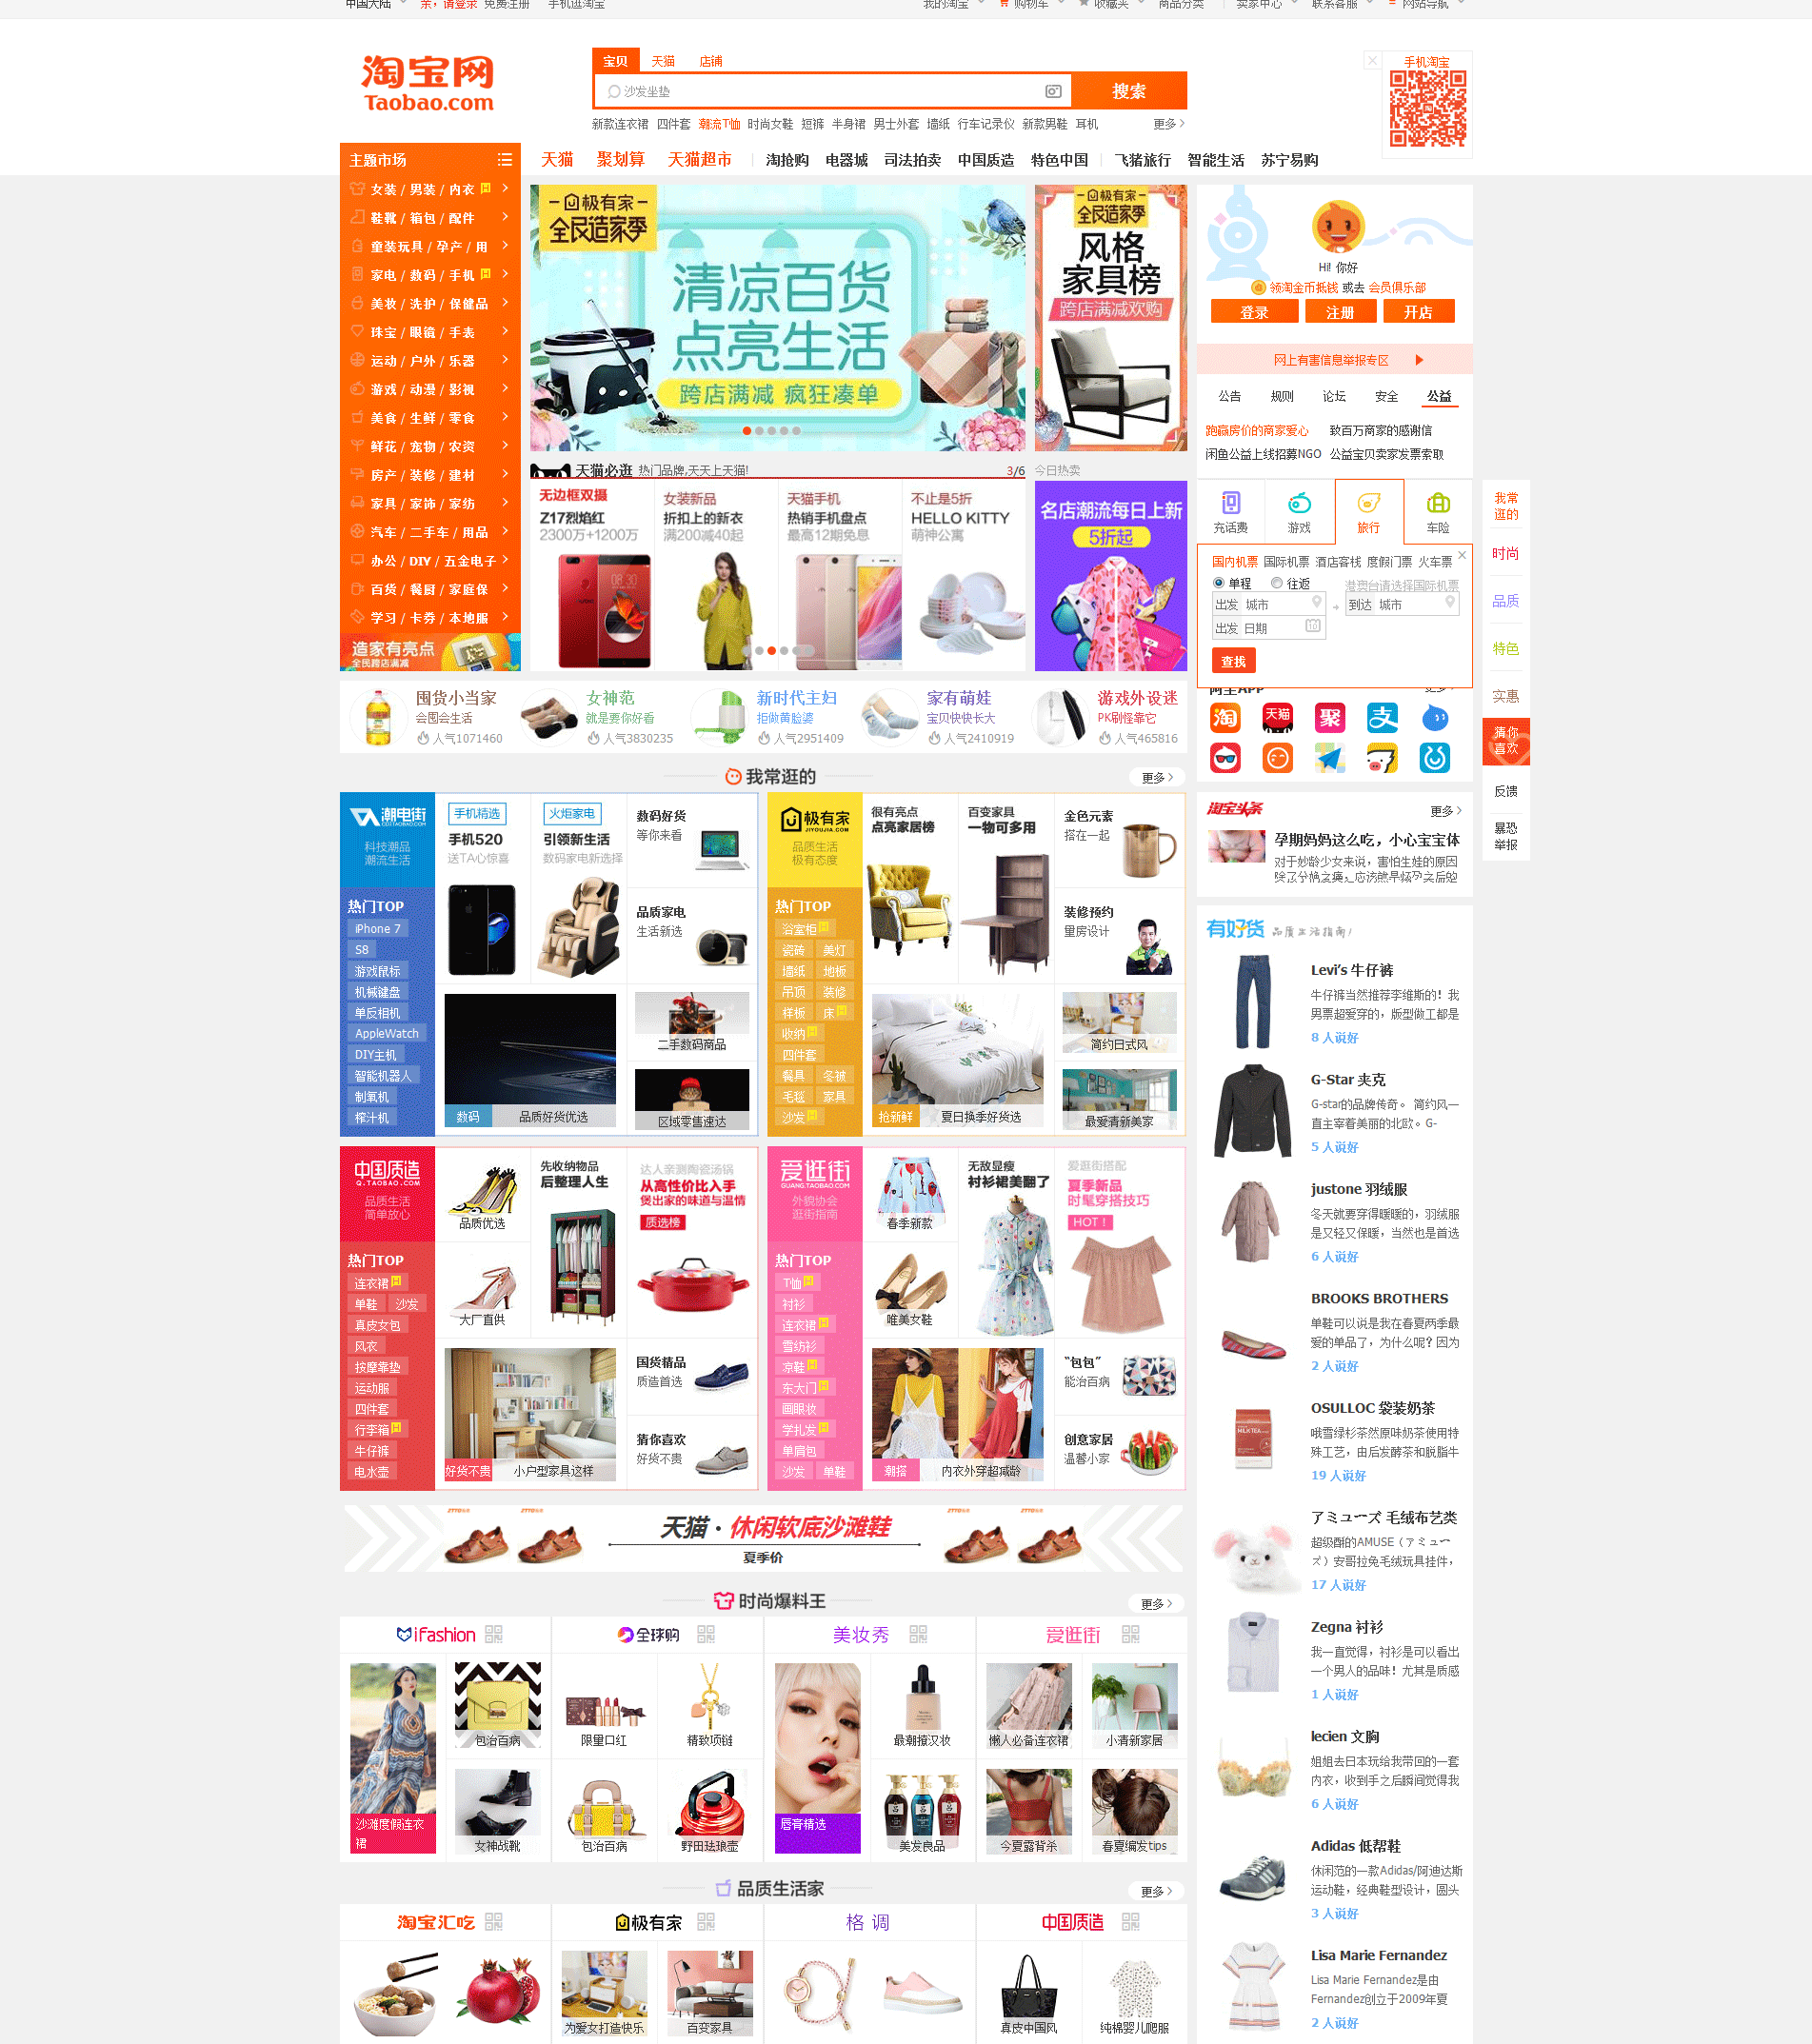 中国大陆 亲，请登录 免费注册 手机逛淘宝
我的淘宝 购物车 收藏夹 商品分类 卖家中心 联系客服 网站导航
淘宝网
Taobao.com
宝贝 天猫 店铺
沙发坐垫
搜索
新款连衣裙 四件套 潮流T恤 时尚女鞋 短裤 半身裙 男士外套 墙纸 行车记录仪 新款男鞋 耳机 更多
手机淘宝
主题市场
天猫 聚划算 天猫超市 淘抢购 电器城 司法拍卖 中国质造 特色中国 飞猪旅行 智能生活 苏宁易购
女装 / 男装 / 内衣
鞋靴 / 箱包 / 配件
童装玩具 / 孕产 / 用
家电 / 数码 / 手机
美妆 / 洗护 / 保健品
珠宝 / 眼镜 / 手表
运动 / 户外 / 乐器
游戏 / 动漫 / 影视
美食 / 生鲜 / 零食
鲜花 / 宠物 / 农资
房产 / 装修 / 建材
家具 / 家饰 / 家纺
汽车 / 二手车 / 用品
办公 / DIY / 五金电子
百货 / 餐厨 / 家庭保
学习 / 卡券 / 本地服
造家有亮点
全民跨店满减
极有家
全民造家季
清凉百货
点亮生活
跨店满减 疯狂凑单
极有家
全民造家季
风格
家具榜
跨店满减欢购
Hi! 你好
领淘金币抵钱 或去 会员俱乐部
登录 注册 开店
网上有害信息举报专区
公告 规则 论坛 安全 公益
跑赢房价的商家爱心 致百万商家的感谢信
闲鱼公益上线招募NGO 公益宝贝卖家发票索取
天猫必逛 热门品牌,天天上天猫! 3/6
今日热卖
无边框双摄
Z17烈焰红
2300万+1200万
女装新品
折扣上的新衣
满200减40起
天猫手机
热销手机盘点
最高12期免息
不止是5折
HELLO KITTY
萌神公寓
名店潮流每日上新
5折起
充话费 游戏 旅行 车险
国内机票 国际机票 酒店客栈 度假门票 火车票
单程 往返 港澳台请选择国际机票
出发 城市 到达 城市
出发 日期
查找
阿里APP 更多
我常
逛的
时尚
品质
特色
实惠
猜你
喜欢
反馈
暴恐
举报
囤货小当家
会囤会生活
人气1071460
女神范
就是要你好看
人气3830235
新时代主妇
拒做黄脸婆
人气2951409
家有萌娃
宝贝快快长大
人气2410919
游戏外设迷
PK刷怪靠它
人气465816
我常逛的 更多
潮电街
科技潮品
潮流生活
热门TOP
iPhone 7
S8
游戏鼠标
机械键盘
单反相机
AppleWatch
DIY主机
智能机器人
制氧机
榨汁机
手机精选
手机520
送TA心惊喜
火炬家电
引领新生活
数码家电新选择
数码好货
等你来看
品质家电
生活新选
数码 品质好货优选
二手数码商品
区域零售速达
极有家
JIYOUJIA.COM
品质生活
极有态度
热门TOP
浴室柜
瓷砖 美灯
墙纸 地板
吊顶 装修
样板 床
收纳
四件套
餐具 冬被
毛毯 家具
沙发
很有亮点
点亮家居榜
百变家具
一物可多用
金色元素
搭在一起
装修预约
量房设计
抢新鲜 夏日换季好货选
简约日式风
最爱清新美家
淘宝头条 更多
孕期妈妈这么吃，小心宝宝体
对于妙龄少女来说，害怕生娃的原因
有好货 品质生活指南/
Levi’s 牛仔裤
牛仔裤当然推荐李维斯的！我
男票超爱穿的，版型做工都是
8 人说好
G-Star 夹克
G-star的品牌传奇。 简约风一
直主宰着美丽的北欧。G-
5 人说好
justone 羽绒服
冬天就要穿得暖暖的，羽绒服
是又轻又保暖，当然也是首选
6 人说好
BROOKS BROTHERS
单鞋可以说是我在春夏两季最
爱的单品了，为什么呢？因为
2 人说好
OSULLOC 袋装奶茶
哦雪绿杉茶然原味奶茶使用特
殊工艺，由后发酵茶和脱脂牛
19 人说好
アミューズ 毛绒布艺类
超级酷的AMUSE（アミュー
ズ）安哥拉兔毛绒玩具挂件，
17 人说好
Zegna 衬衫
我一直觉得，衬衫是可以看出
一个男人的品味！尤其是质感
1 人说好
lecien 文胸
姐姐去日本玩给我带回的一套
内衣，收到手之后瞬间觉得我
6 人说好
Adidas 低帮鞋
休闲范的一款Adidas/阿迪达斯
运动鞋，经典鞋型设计，圆头
3 人说好
Lisa Marie Fernandez
Lisa Marie Fernandez是由
Fernandez创立于2009年夏
2 人说好
中国质造
Q.TAOBAO.COM
品质生活
简单放心
热门TOP
连衣裙
单鞋 沙发
真皮女包
风衣
按摩靠垫
运动服
四件套
行李箱
牛仔裤
电水壶
品质优选
大厂直供
先收纳物品
后整理人生
达人亲测陶瓷汤锅
从高性价比入手
煲出家的味道与温情
质选榜
好货不贵 小户型家具这样
国货精品
质造首选
猜你喜欢
好货不贵
爱逛街
GUANG.TAOBAO.COM
外貌协会
逛街指南
热门TOP
T恤
衬衫
连衣裙
雪纺衫
凉鞋
东大门
画眼妆
学扎发
单肩包
沙发 单鞋
春季新款
唯美女鞋
无敌显瘦
衬衫裙美翻了
爱逛街搭配
夏季新品
时髦穿搭技巧
HOT！
潮搭 内衣外穿超减龄
“包包”
能治百病
创意家居
温馨小家
天猫·休闲软底沙滩鞋
夏季价
时尚爆料王 更多
iFashion 全球购 美妆秀 爱逛街
沙滩度假连衣
裙
包治百病
女神战靴
限量口红
精致项链
包治百病
野田珐琅壶
唇膏精选
最潮撞汉妆
美发良品
懒人必备连衣裙
小清新家居
今夏露背杀
春夏编发tips
品质生活家 更多
淘宝汇吃 极有家 格调 中国质造
为爱女打造快乐
百变家具
真皮中国风
纯棉婴儿爬服